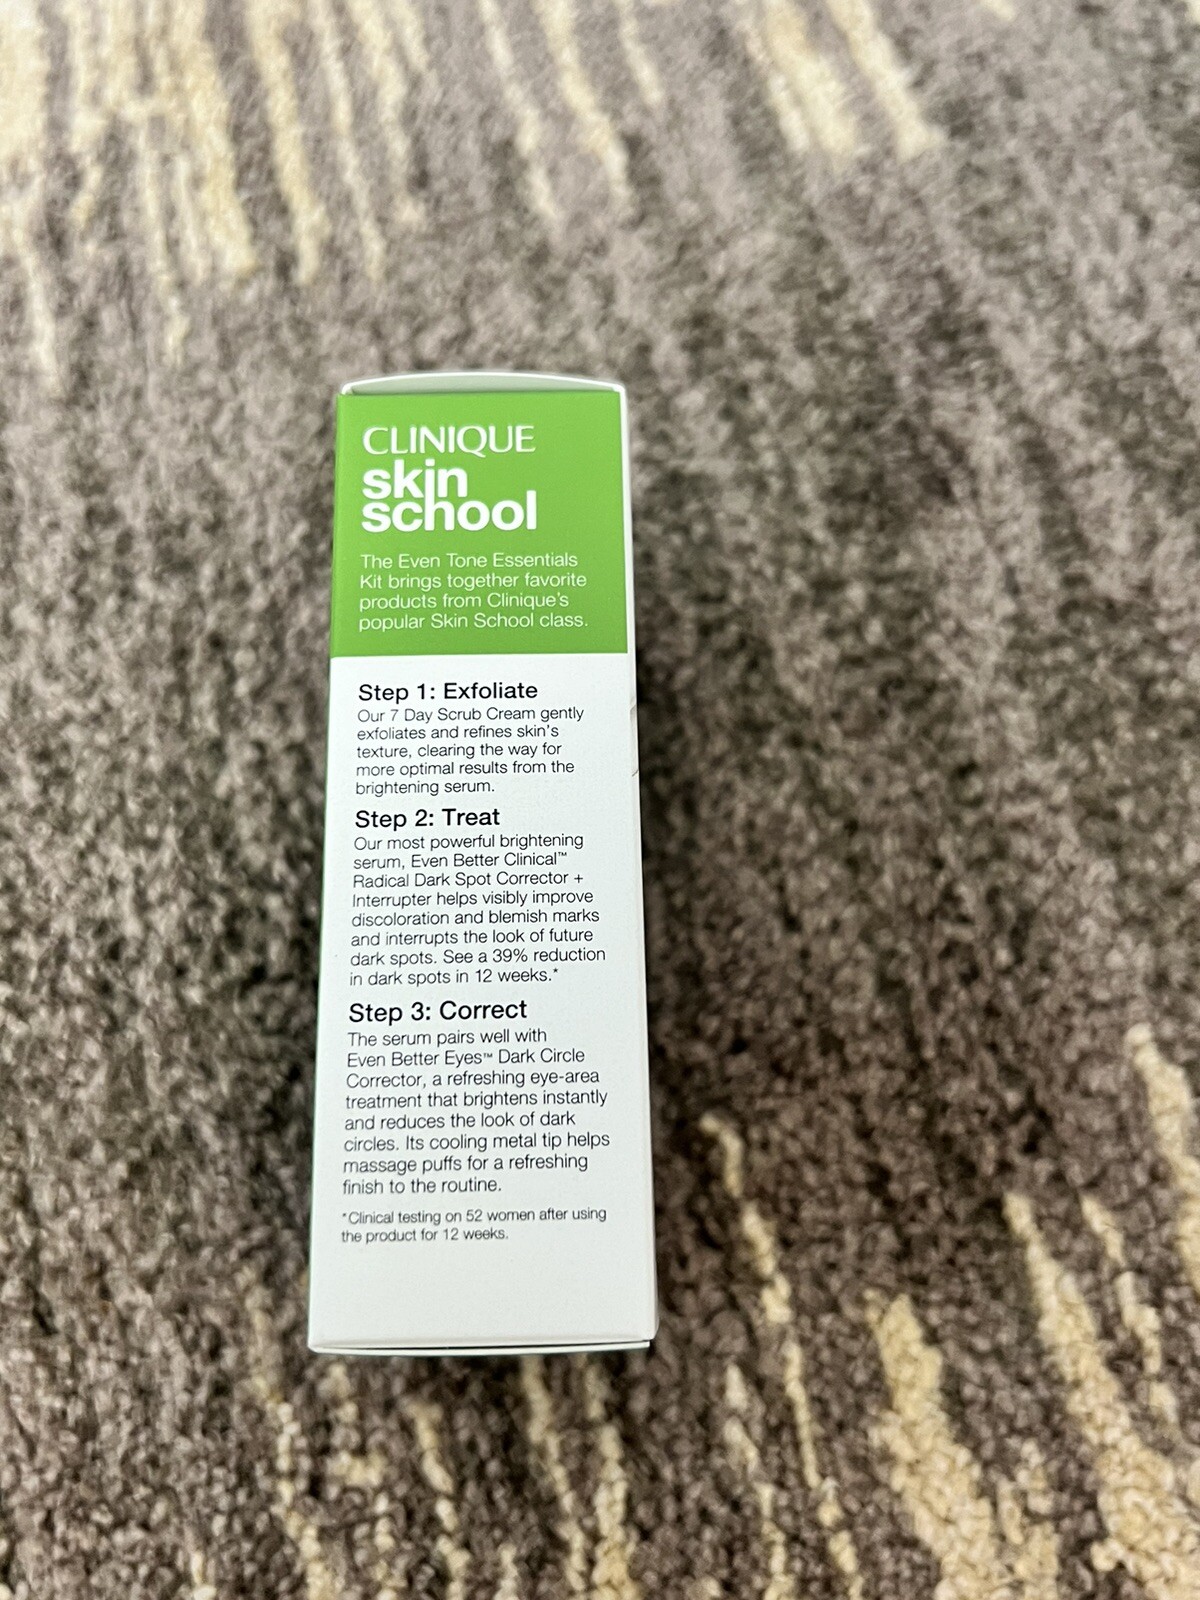 CLINIQUE
skin
school
The Even Tone Essentials
Kit brings together favorite
products from Clinique's
popular Skin School class.
Step 1: Exfoliate
Our 7 Day Scrub Cream gently
exfoliates and refines skin's
texture, clearing the way for
more optimal results from the
brightening serum.
Step 2: Treat
Our most powerful brightening
serum, Even Better Clinical™
Radical Dark Spot Corrector +
Interrupter helps visibly improve
discoloration and blemish marks
and interrupts the look of future
dark spots. See a 39% reduction
in dark spots in 12 weeks.*
Step 3: Correct
The serum pairs well with
Even Better Eyes™ Dark Circle
Corrector, a refreshing eye-area
treatment that brightens instantly
and reduces the look of dark
circles. Its cooling metal tip helps
massage puffs for a refreshing
finish to the routine.
*Clinical testing on 52 women after using
the product for 12 weeks.